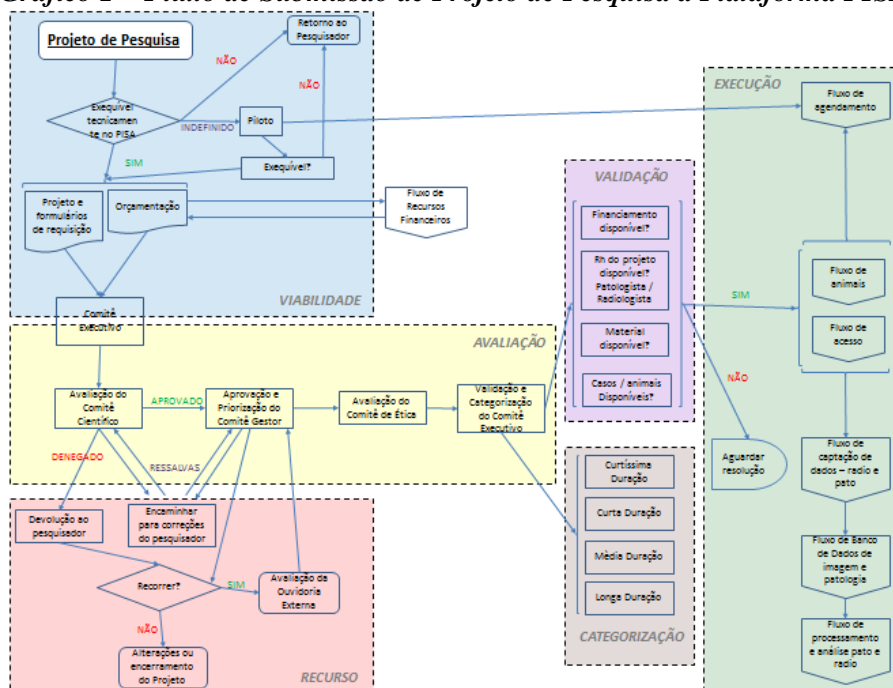 Gráfico 1 – Fluxo de Submissão de Projeto de Pesquisa à Plataforma PISA
Projeto de Pesquisa
Retorno ao
Pesquisador
NÃO
NÃO
Exequível
tecnicamen
te no PISA
INDEFINIDO
Piloto
SIM
Exequível?
Projeto e
formulários
de requisição
Orçamentação
Fluxo de
Recursos
Financeiros
VIABILIDADE
Comitê
Executivo
AVALIAÇÃO
Avaliação do
Comitê
Científico
APROVADO
Aprovação e
Priorização do
Comitê Gestor
Avaliação do
Comitê de Ética
Validação e
Categorização
do Comitê
Executivo
DENEGADO
RESSALVAS
Devolução ao
pesquisador
Encaminhar
para correções
do pesquisador
Recorrer?
SIM
Avaliação da
Ouvidoria
Externa
NÃO
Alterações ou
encerramento
do Projeto
RECURSO
VALIDAÇÃO
Financiamento
disponível?
Rh do projeto
disponível?
Patologista /
Radiologista
Material
disponível?
Casos / animais
Disponíveis?
SIM
NÃO
Aguardar
resolução
Curtíssima
Duração
Curta Duração
Mèdia Duração
Longa Duração
CATEGORIZAÇÃO
EXECUÇÃO
Fluxo de
agendamento
Fluxo de
animais
Fluxo de
acesso
Fluxo de
captação de
dados – radio e
pato
Fluxo de Banco
de Dados de
imagem e
patologia
Fluxo de
processamento
e análise pato e
radio